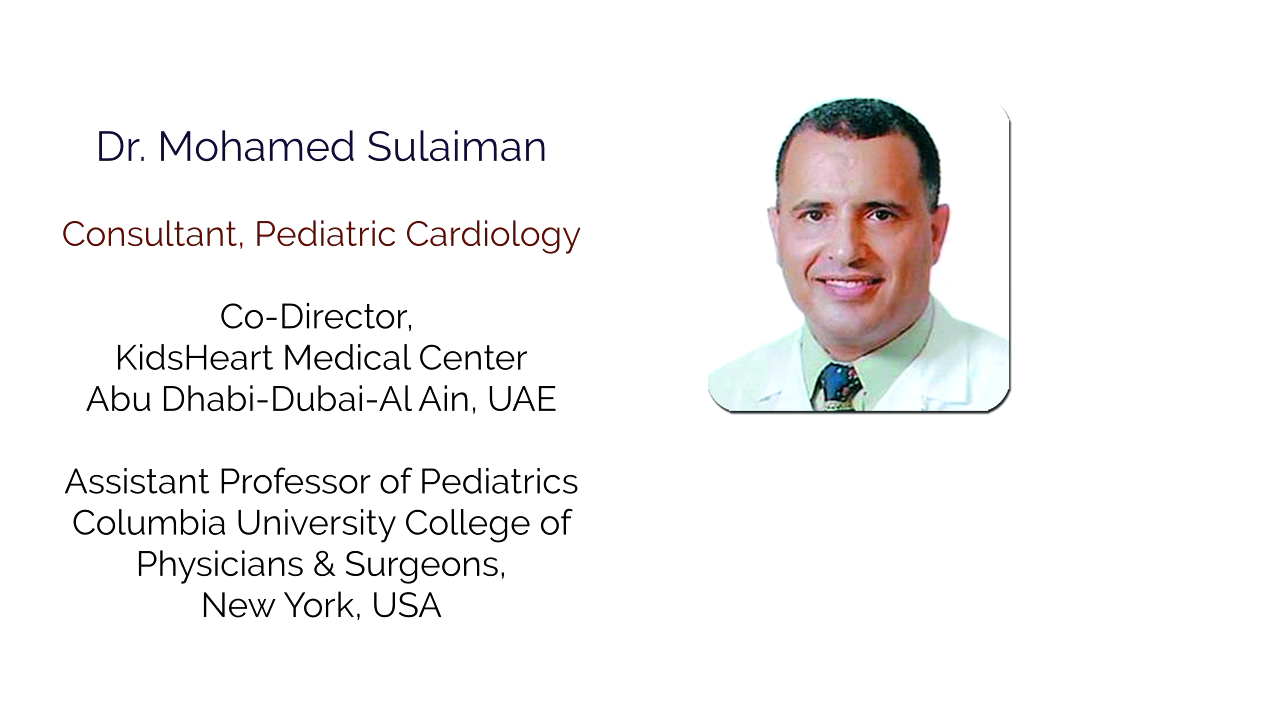 Dr. Mohamed Sulaiman
Consultant, Pediatric Cardiology
Co-Director,
KidsHeart Medical Center
Abu Dhabi-Dubai-Al Ain, UAE
Assistant Professor of Pediatrics
Columbia University College of
Physicians & Surgeons,
New York, USA